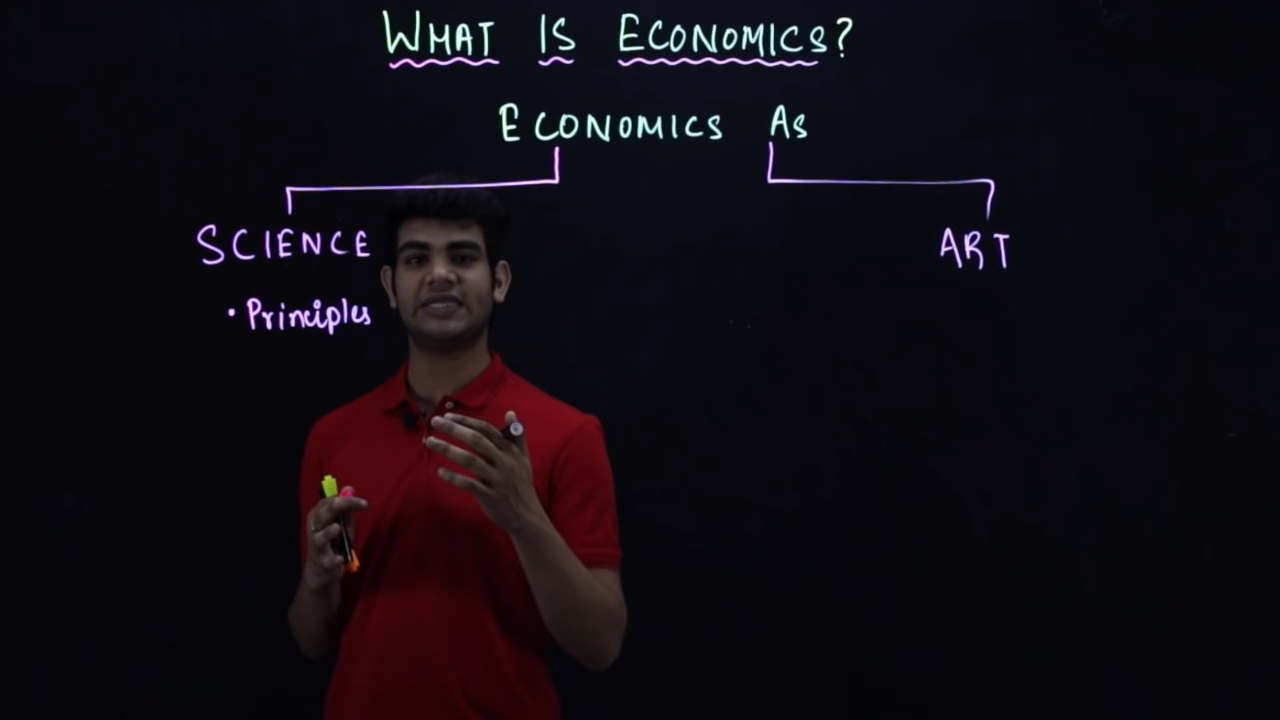 WHAT IS ECONOMICS?
ECONOMICS AS
SCIENCE
ART
• Principles